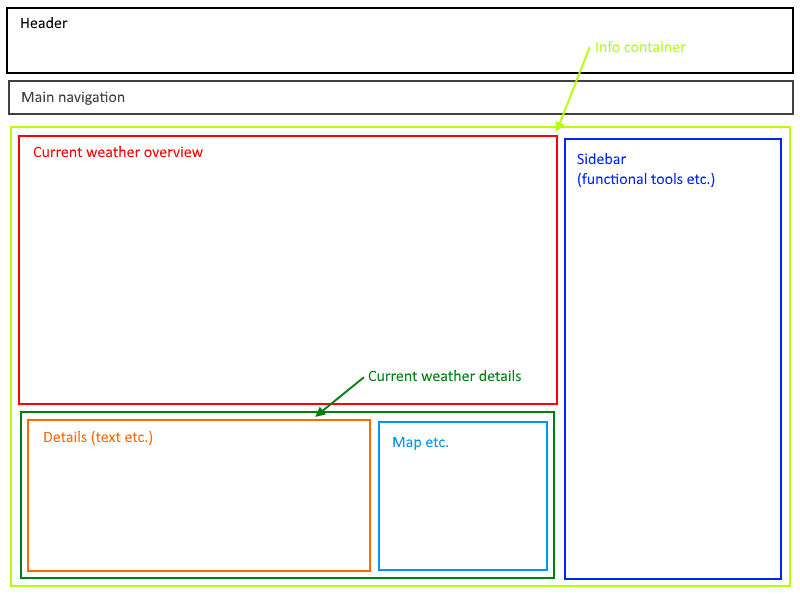 Header
Info container
Main navigation
Current weather overview
Sidebar
(functional tools etc.)
Current weather details
Details (text etc.)
Map etc.